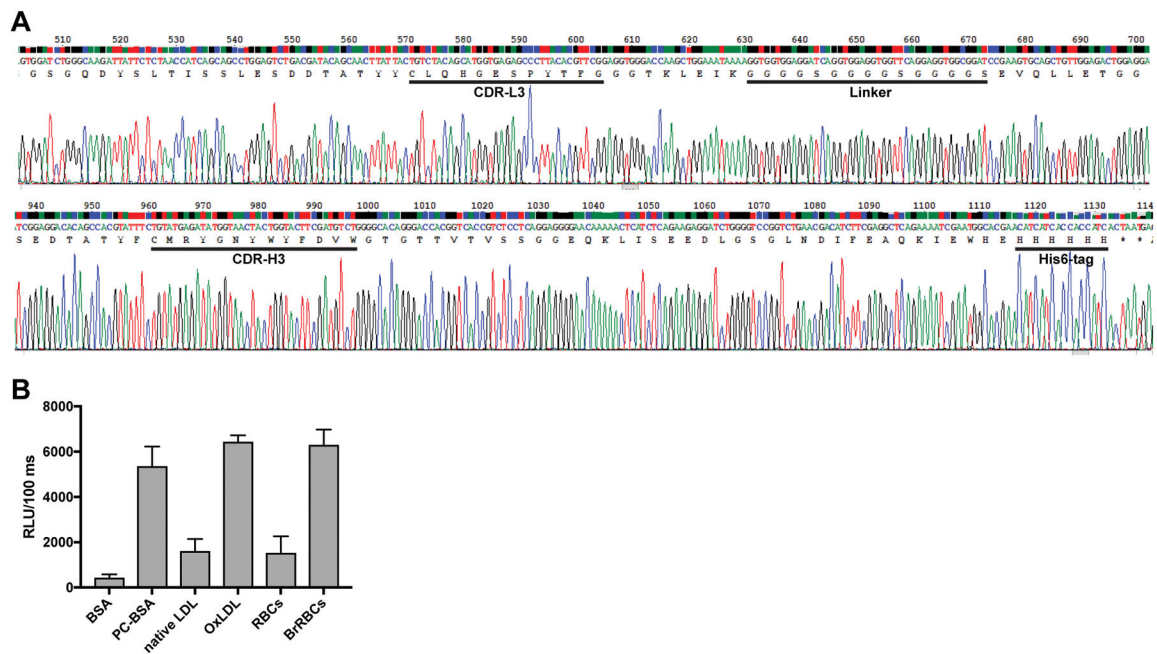 A
510 520 530 540 550 560 570 580 590 600 610 620 630 640 650 660 670 680 690 700
GTGGATCTGGGCAAGATTATTCTCTAACCATCAGCAGCCTGGAGTCTGACGATACAGCAACTTATTACTGTCTACAGCATGGTGAGAGCCCTTACACGTTCGGAGGTGGGACCAAGCTGGAAATAAAAGGTGGTGGAGGATCAGGTGGAGGTGGTTCAGGAGGTGGCGGATCCGAAGTGCAGCTGTTGGAGACTGGAGGA
G S G Q D Y S L T I S S L E S D D T A T Y Y C L Q H G E S P Y T F G G G T K L E I K G G G G S G G G G S G G G G S E V Q L L E T G G
CDR-L3 Linker
940 950 960 970 980 990 1000 1010 1020 1030 1040 1050 1060 1070 1080 1090 1100 1110 1120 1130 114
TCGGAGGACACAGCCACGTATTTCTGTATGAGATATGGTAACTACTGGTACTTCGATGTCTGGGGCACAGGGACCACGGTCACCGTCTCCTCAGGAGGGGAACAAAAACTCATCTCAGAAGAGGATCTGGGGTCCGGTCTGAACGACATCTTCGAGGCTCAGAAAATCGAATGGCACGAACATCATCACCACCATCACTAATGA
S E D T A T Y F C M R Y G N Y W Y F D V W G T G T T V T V S S G G E Q K L I S E E D L G S G L N D I F E A Q K I E W H E H H H H H H * *
CDR-H3 His6-tag
B
RLU/100 ms
8000
6000
4000
2000
0
BSA PC-BSA native LDL OxLDL RBCs BrRBCs